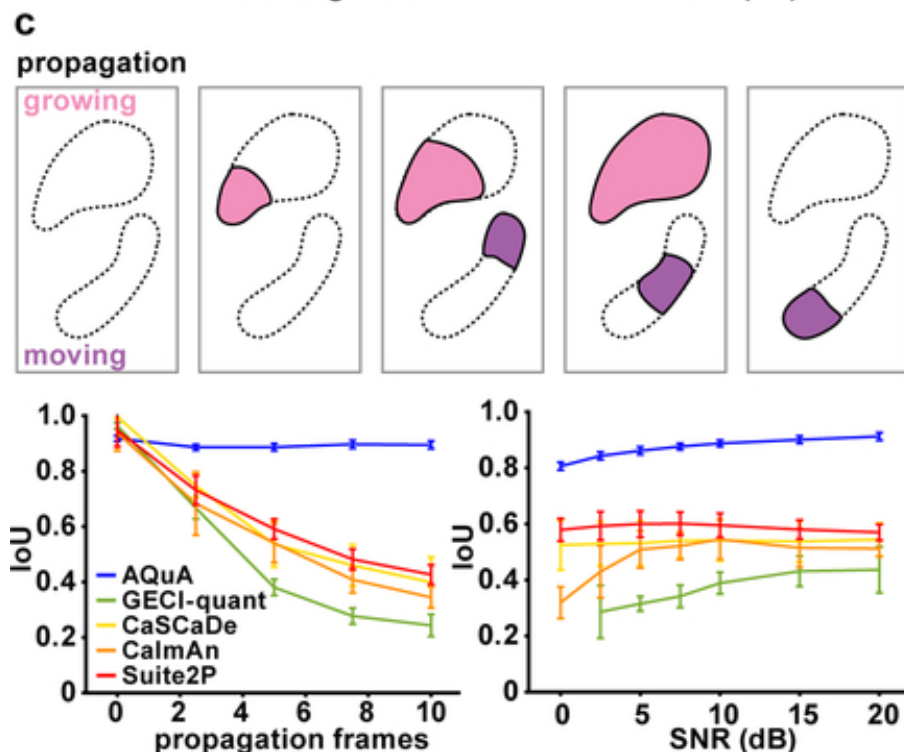 c
propagation
growing
moving
1.0
0.8
0.6
0.4
0.2
0
IoU
AQuA
GECI-quant
CaSCaDe
CaImAn
Suite2P
0 2 4 6 8 10
propagation frames
1.0
0.8
0.6
0.4
0.2
0
IoU
0 5 10 15 20
SNR (dB)